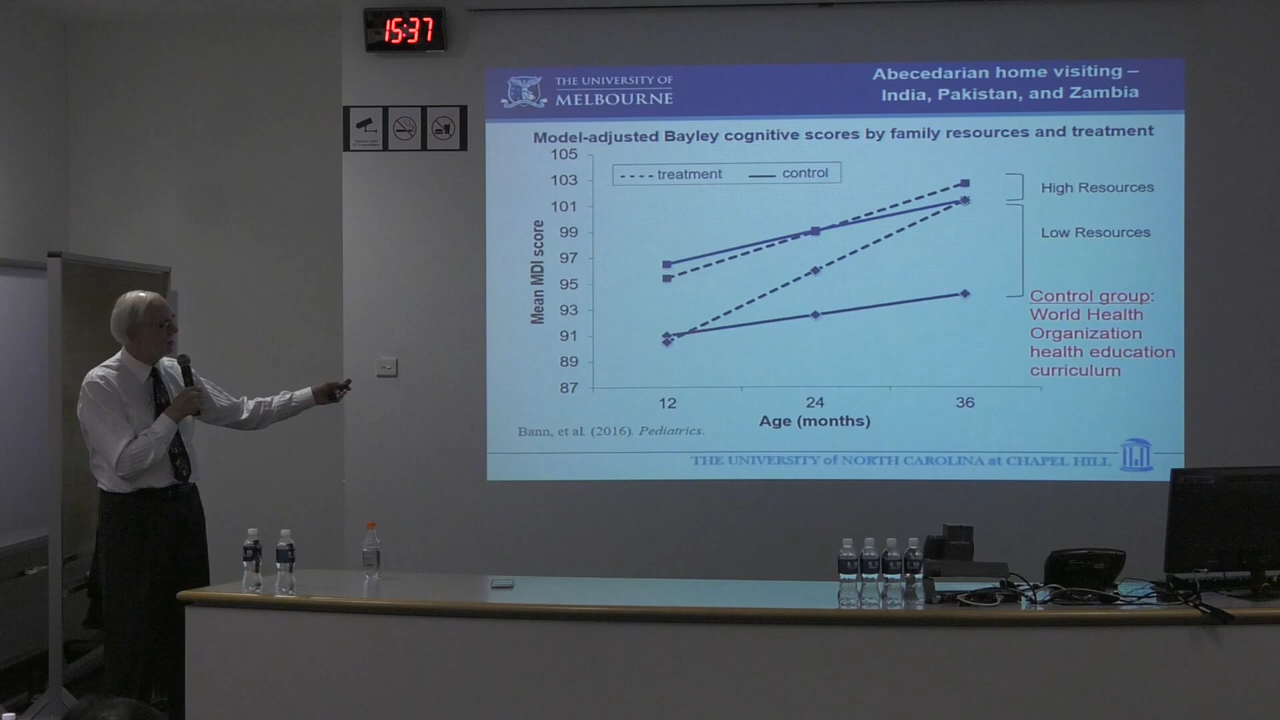 15:37
THE UNIVERSITY OF
MELBOURNE
Abecedarian home visiting –
India, Pakistan, and Zambia
Model-adjusted Bayley cognitive scores by family resources and treatment
105
103
101
99
97
95
93
91
89
87
Mean MDI score
treatment
control
High Resources
Low Resources
Control group:
World Health
Organization
health education
curriculum
12
24
36
Age (months)
Bann, et al. (2016). Pediatrics.
THE UNIVERSITY of NORTH CAROLINA at CHAPEL HILL